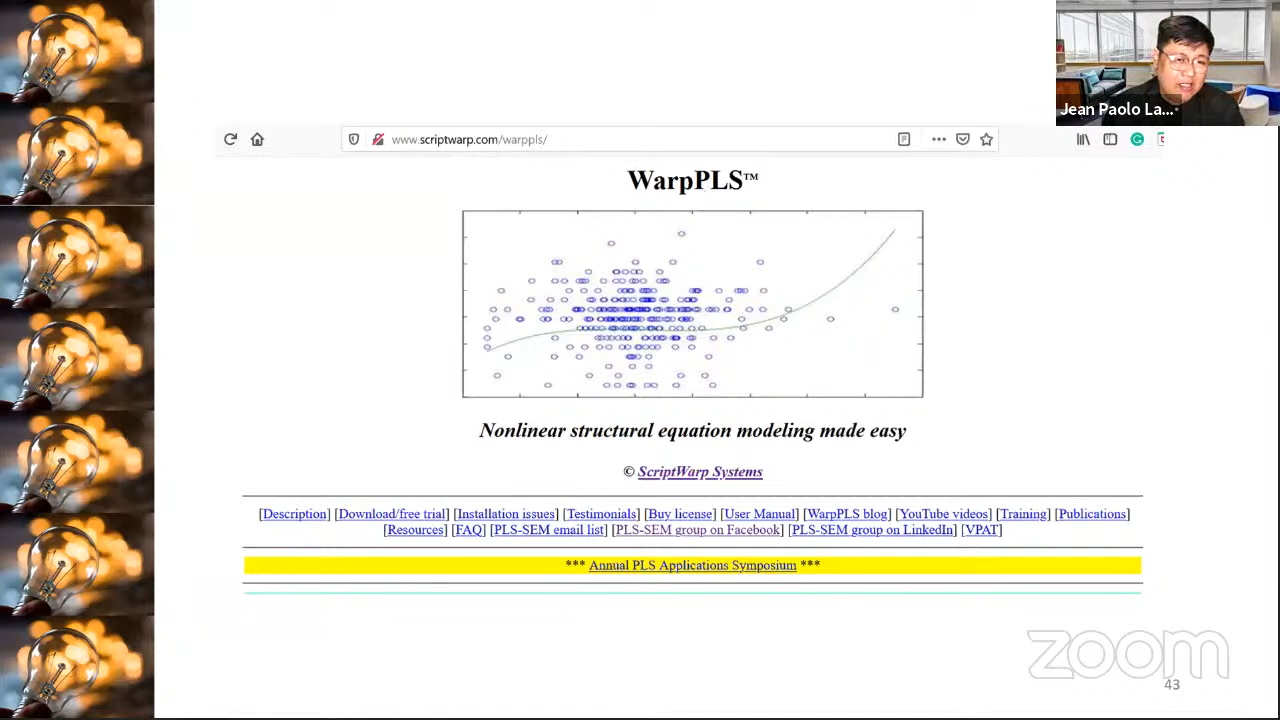 Jean Paolo La...
www.scriptwarp.com/warppls/
WarpPLS™
Nonlinear structural equation modeling made easy
© ScriptWarp Systems
[Description] [Download/free trial] [Installation issues] [Testimonials] [Buy license] [User Manual] [WarpPLS blog] [YouTube videos] [Training] [Publications]
[Resources] [FAQ] [PLS-SEM email list] [PLS-SEM group on Facebook] [PLS-SEM group on LinkedIn] [VPAT]
*** Annual PLS Applications Symposium ***
zoom
43